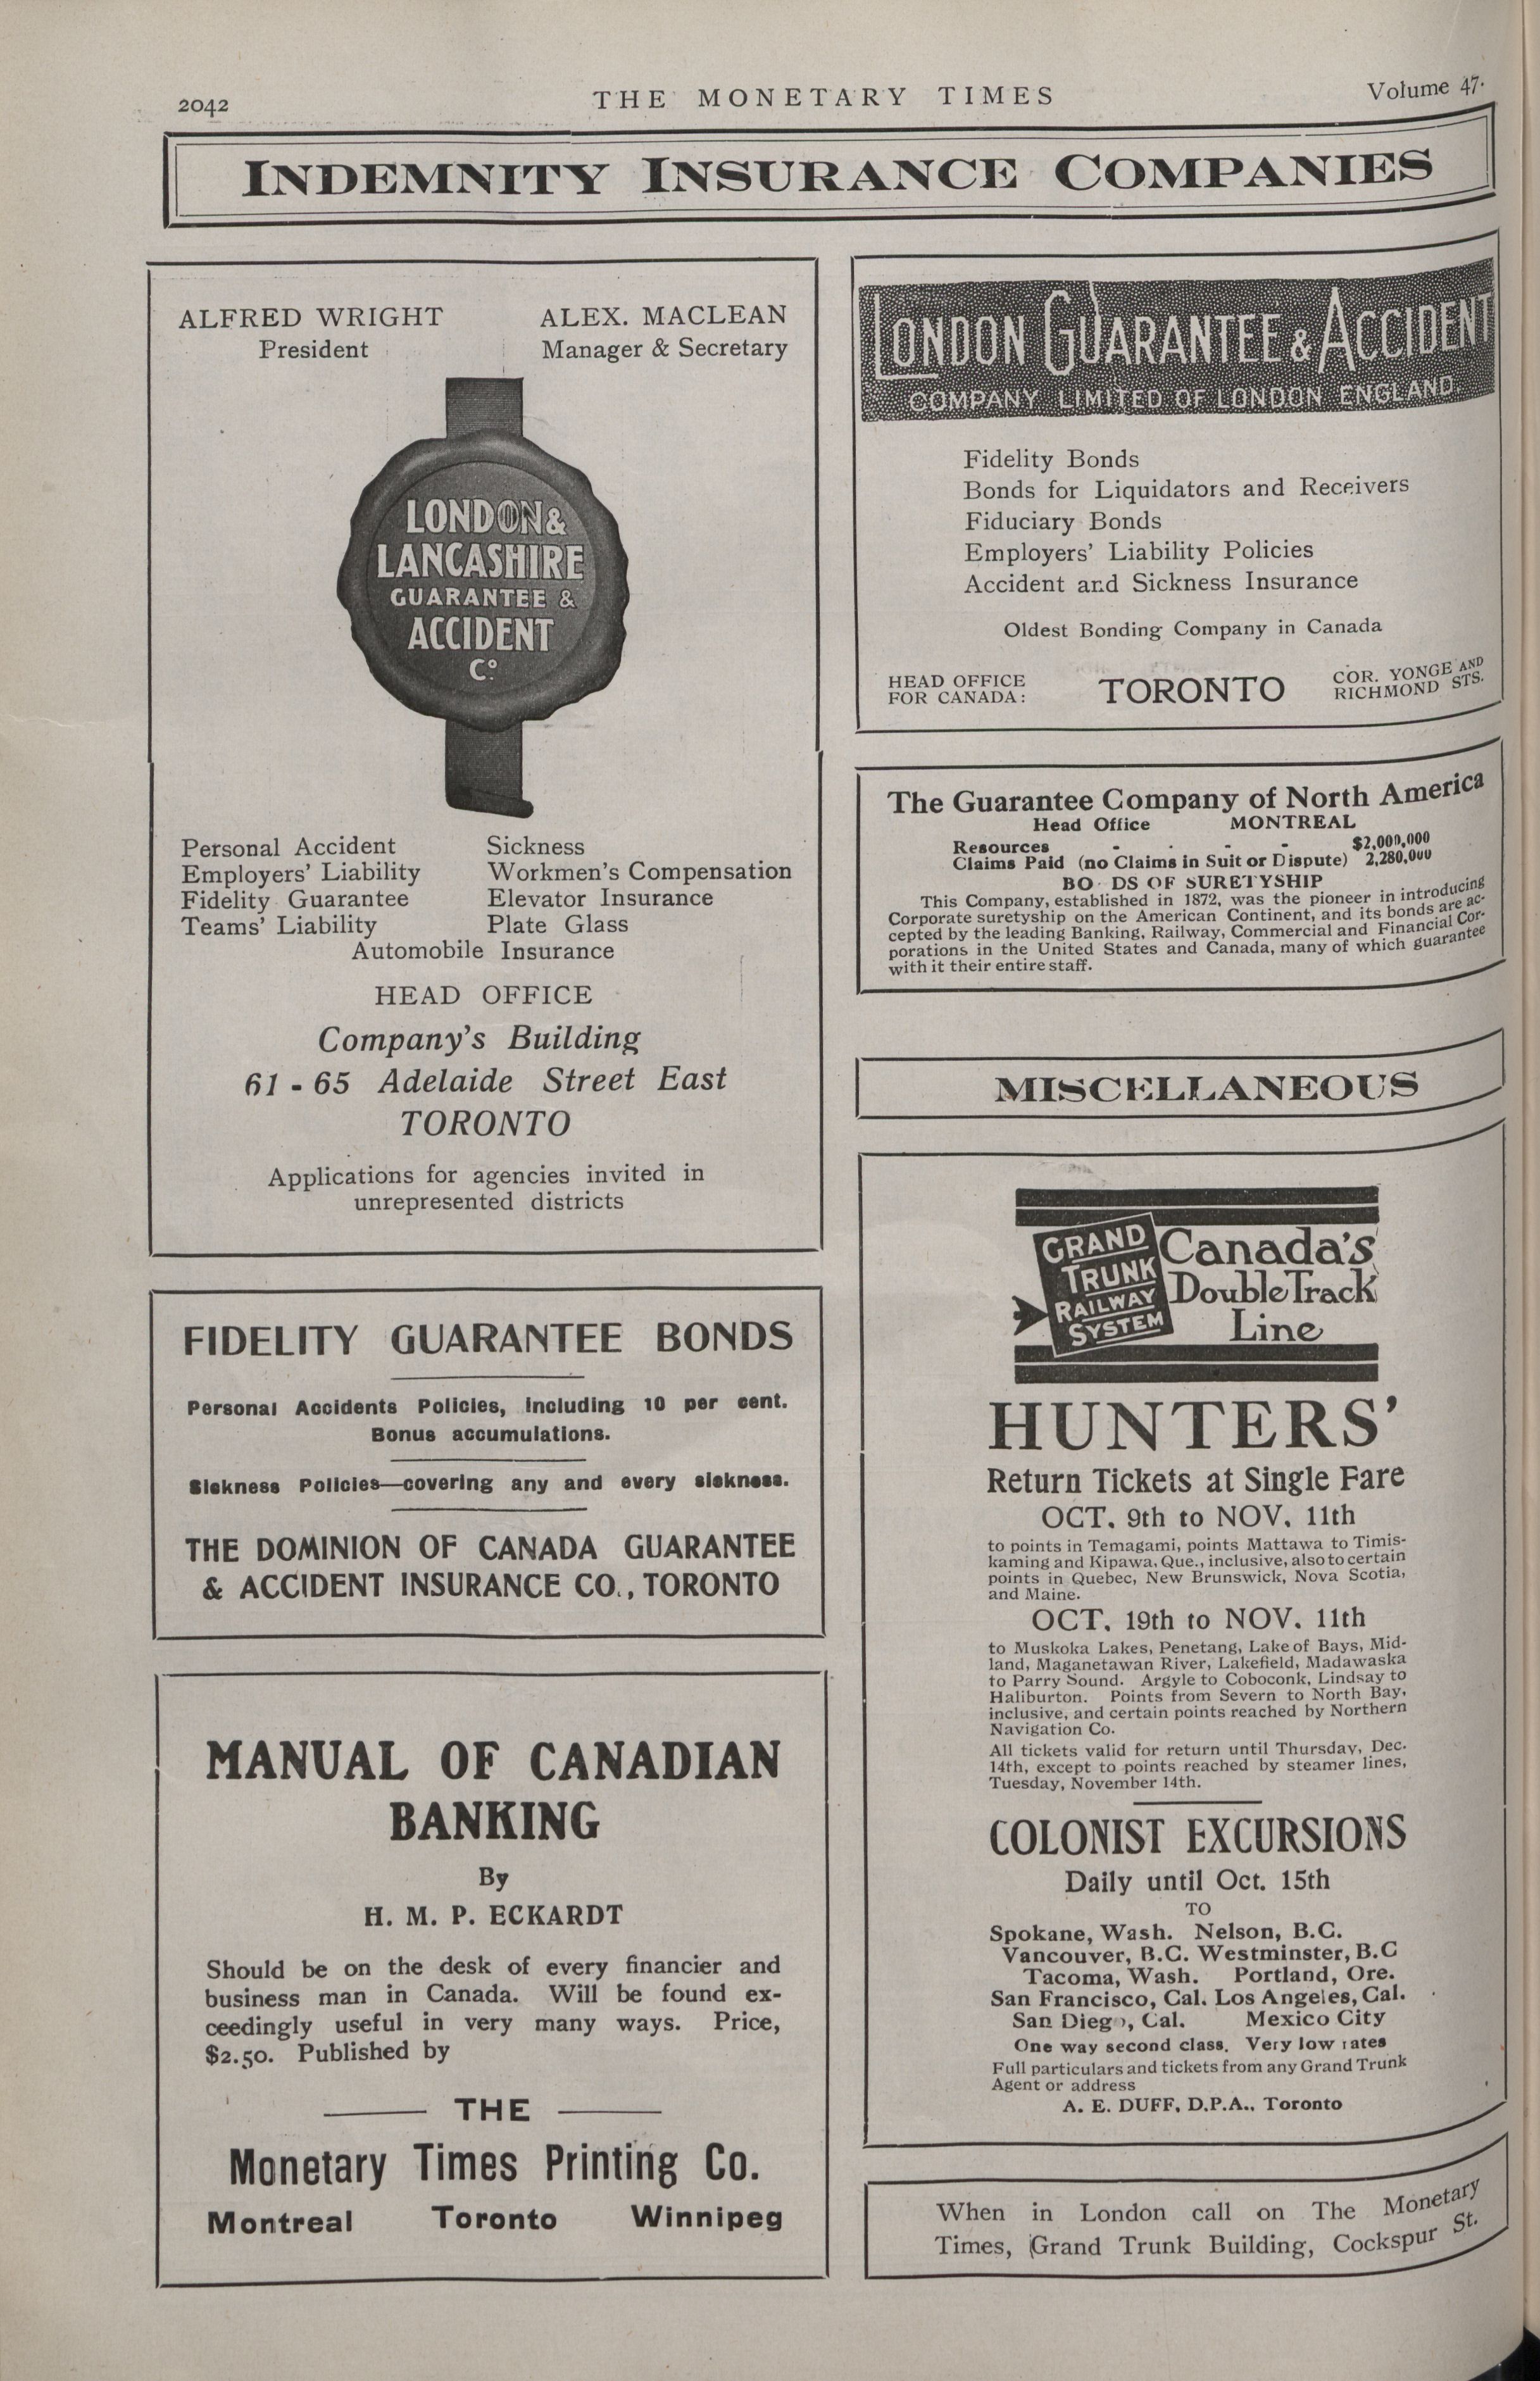 2042
THE MONETARY TIMES
Volume 47.
INDEMNITY INSURANCE COMPANIES
ALFRED WRIGHT
President
ALEX. MACLEAN
Manager & Secretary
LONDON &
LANCASHIRE
GUARANTEE &
ACCIDENT
Co.
Personal Accident Sickness
Employers' Liability Workmen's Compensation
Fidelity Guarantee Elevator Insurance
Teams' Liability Plate Glass
Automobile Insurance
HEAD OFFICE
Company's Building
61 - 65 Adelaide Street East
TORONTO
Applications for agencies invited in
unrepresented districts
FIDELITY GUARANTEE BONDS
Personal Accidents Policies, including 10 per cent.
Bonus accumulations.
Sickness Policies—covering any and every sickness.
THE DOMINION OF CANADA GUARANTEE
& ACCIDENT INSURANCE CO., TORONTO
MANUAL OF CANADIAN
BANKING
By
H. M. P. ECKARDT
Should be on the desk of every financier and
business man in Canada. Will be found ex-
ceedingly useful in very many ways. Price,
$2.50. Published by
THE
Monetary Times Printing Co.
Montreal Toronto Winnipeg
LONDON GUARANTEE & ACCIDENT
COMPANY LIMITED OF LONDON ENGLAND.
Fidelity Bonds
Bonds for Liquidators and Receivers
Fiduciary Bonds
Employers' Liability Policies
Accident and Sickness Insurance
Oldest Bonding Company in Canada
HEAD OFFICE
FOR CANADA:
TORONTO
COR. YONGE AND
RICHMOND STS.
The Guarantee Company of North America
Head Office MONTREAL
Resources - - - - $2,000,000
Claims Paid (no Claims in Suit or Dispute) 2,280,000
BO DS OF SURETYSHIP
This Company, established in 1872, was the pioneer in introducing
Corporate suretyship on the American Continent, and its bonds are ac-
cepted by the leading Banking, Railway, Commercial and Financial Cor-
porations in the United States and Canada, many of which guarantee
with it their entire staff.
MISCELLANEOUS
GRAND
TRUNK
RAILWAY
SYSTEM
Canada's
Double Track
Line
HUNTERS'
Return Tickets at Single Fare
OCT. 9th to NOV. 11th
to points in Temagami, points Mattawa to Timis-
kaming and Kipawa, Que., inclusive, also to certain
points in Quebec, New Brunswick, Nova Scotia,
and Maine.
OCT. 19th to NOV. 11th
to Muskoka Lakes, Penetang, Lake of Bays, Mid-
land, Maganetawan River, Lakefield, Madawaska
to Parry Sound. Argyle to Coboconk, Lindsay to
Haliburton. Points from Severn to North Bay,
inclusive, and certain points reached by Northern
Navigation Co.
All tickets valid for return until Thursday, Dec.
14th, except to points reached by steamer lines,
Tuesday, November 14th.
COLONIST EXCURSIONS
Daily until Oct. 15th
TO
Spokane, Wash. Nelson, B.C.
Vancouver, B.C. Westminster, B.C
Tacoma, Wash. Portland, Ore.
San Francisco, Cal. Los Angeles, Cal.
San Diego, Cal. Mexico City
One way second class. Very low rates
Full particulars and tickets from any Grand Trunk
Agent or address
A. E. DUFF, D.P.A., Toronto
When in London call on The Monetary
Times, Grand Trunk Building, Cockspur St.